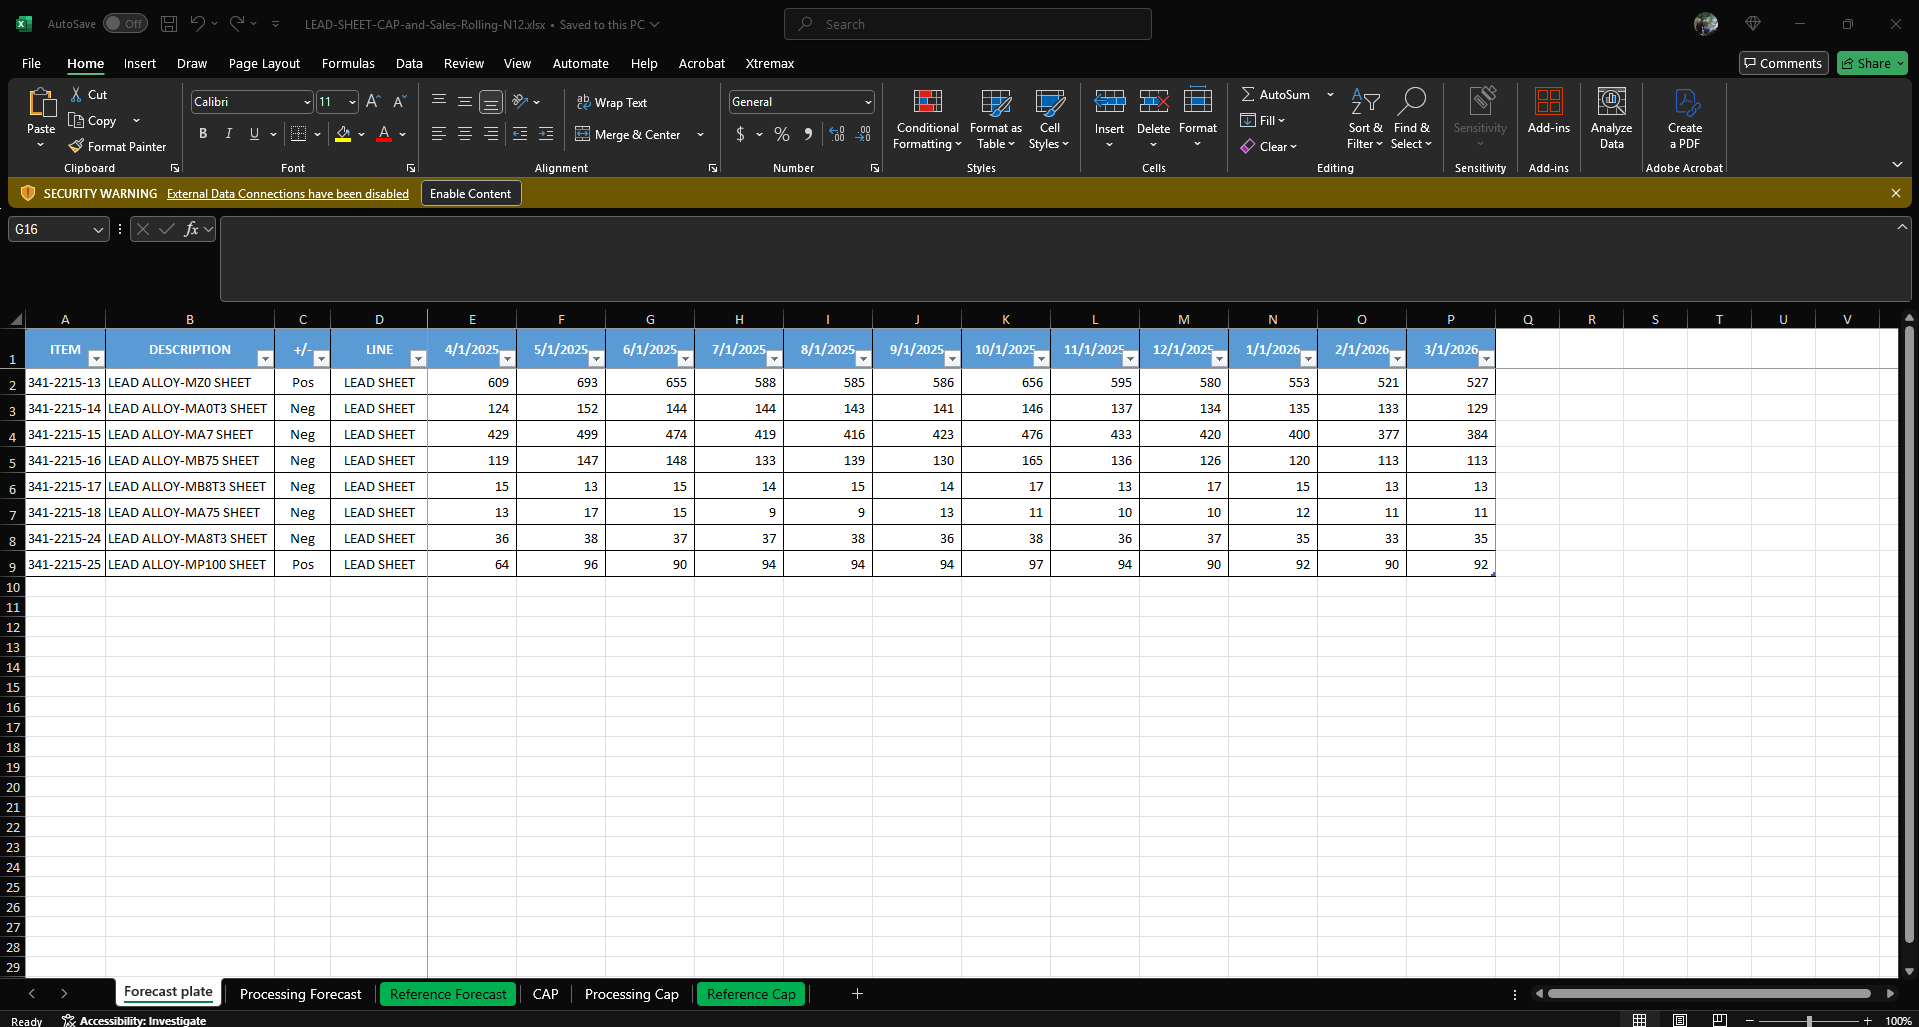 AutoSave Off LEAD-SHEET-CAP-and-Sales-Rolling-N12.xlsx • Saved to this PC Search
File Home Insert Draw Page Layout Formulas Data Review View Automate Help Acrobat Xtremax Comments Share
Paste Cut Copy Format Painter Clipboard
Calibri 11 B I U A Font
Wrap Text Merge & Center Alignment
General $ % Number
Conditional Formatting Format as Table Cell Styles Styles
Insert Delete Format Cells
AutoSum Fill Clear Sort & Filter Find & Select Editing
Sensitivity Sensitivity
Add-ins Add-ins
Analyze Data
Create a PDF Adobe Acrobat
SECURITY WARNING External Data Connections have been disabled Enable Content
G16 fx
A B C D E F G H I J K L M N O P Q R S T U V
1 ITEM DESCRIPTION +/- LINE 4/1/2025 5/1/2025 6/1/2025 7/1/2025 8/1/2025 9/1/2025 10/1/2025 11/1/2025 12/1/2025 1/1/2026 2/1/2026 3/1/2026
2 341-2215-13 LEAD ALLOY-MZ0 SHEET Pos LEAD SHEET 609 693 655 588 585 586 656 595 580 553 521 527
3 341-2215-14 LEAD ALLOY-MA0T3 SHEET Neg LEAD SHEET 124 152 144 144 143 141 146 137 134 135 133 129
4 341-2215-15 LEAD ALLOY-MA7 SHEET Neg LEAD SHEET 429 499 474 419 416 423 476 433 420 400 377 384
5 341-2215-16 LEAD ALLOY-MB75 SHEET Neg LEAD SHEET 119 147 148 133 139 130 165 136 126 120 113 113
6 341-2215-17 LEAD ALLOY-MB8T3 SHEET Neg LEAD SHEET 15 13 15 14 15 14 17 13 17 15 13 13
7 341-2215-18 LEAD ALLOY-MA75 SHEET Neg LEAD SHEET 13 17 15 9 9 13 11 10 10 12 11 11
8 341-2215-24 LEAD ALLOY-MA8T3 SHEET Neg LEAD SHEET 36 38 37 37 38 36 38 36 37 35 33 35
9 341-2215-25 LEAD ALLOY-MP100 SHEET Pos LEAD SHEET 64 96 90 94 94 94 97 94 90 92 90 92
10
11
12
13
14
15
16
17
18
19
20
21
22
23
24
25
26
27
28
29
Forecast plate Processing Forecast Reference Forecast CAP Processing Cap Reference Cap
Ready Accessibility: Investigate 100%